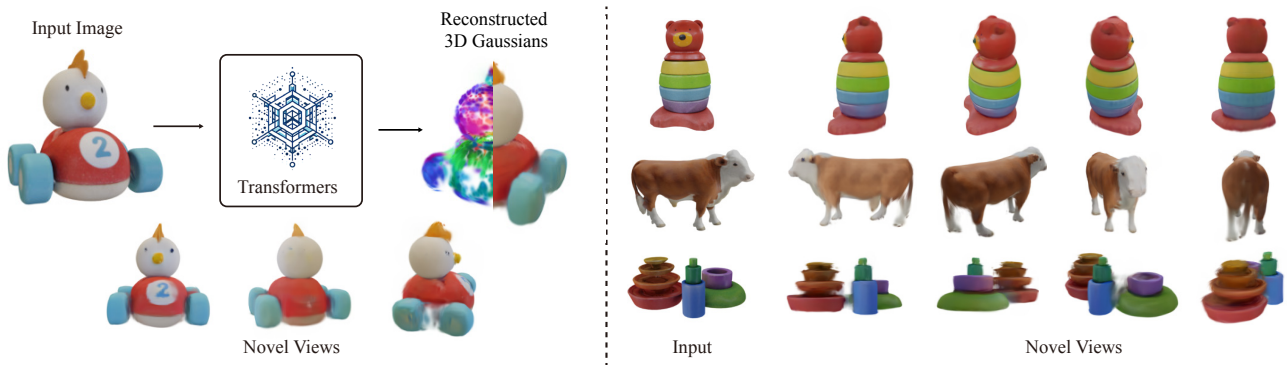 Input Image
Reconstructed
3D Gaussians
2
Transformers
2
Novel Views
Input
Novel Views